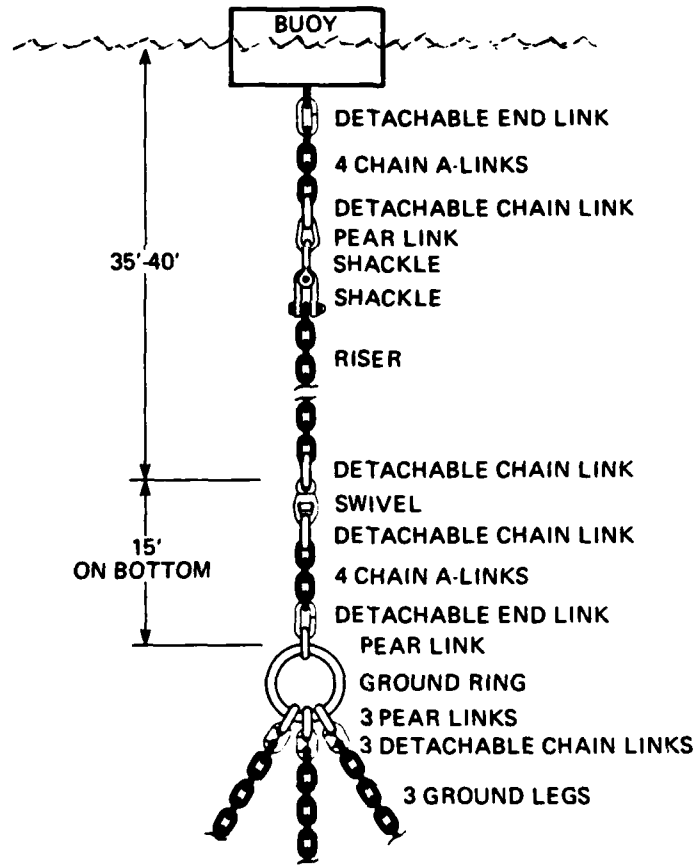 BUOY
DETACHABLE END LINK
4 CHAIN A-LINKS
DETACHABLE CHAIN LINK
PEAR LINK
SHACKLE
35'-40'
SHACKLE
RISER
DETACHABLE CHAIN LINK
SWIVEL
DETACHABLE CHAIN LINK
15'
ON BOTTOM
4 CHAIN A-LINKS
DETACHABLE END LINK
PEAR LINK
GROUND RING
3 PEAR LINKS
3 DETACHABLE CHAIN LINKS
3 GROUND LEGS